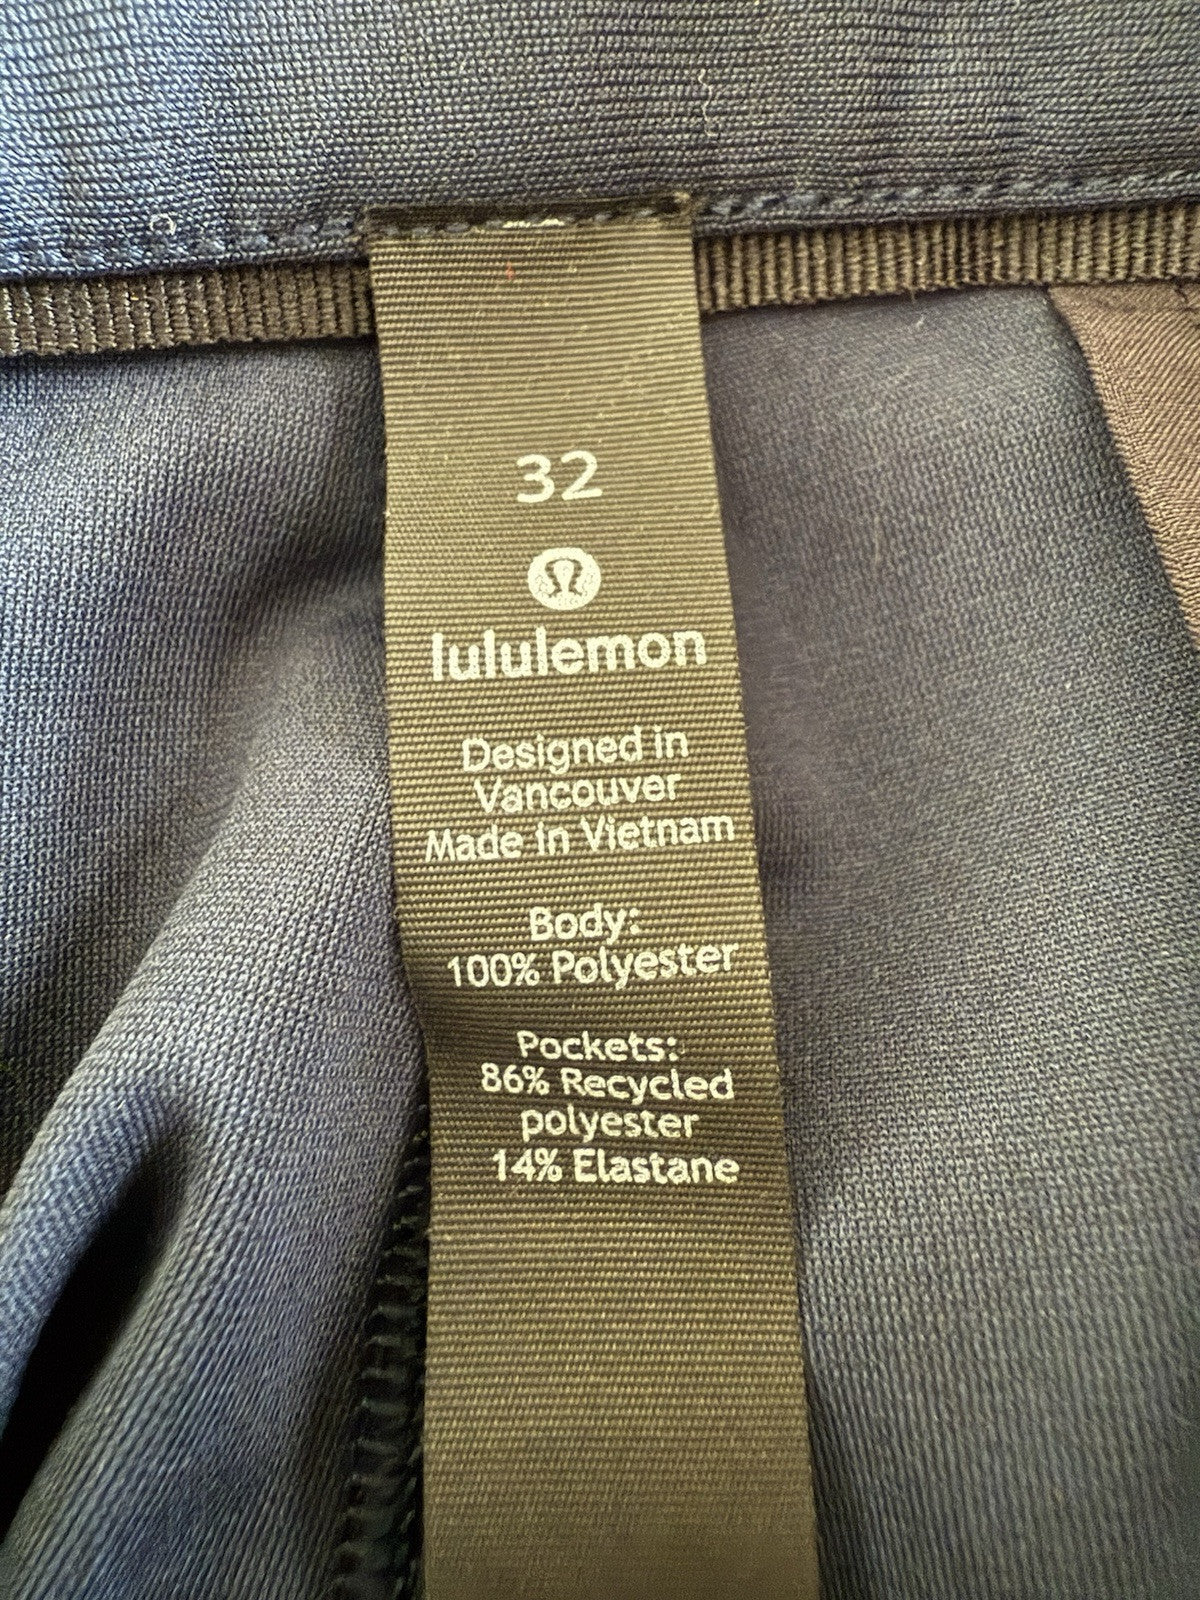 32
lululemon
Designed in
Vancouver
Made in Vietnam
Body:
100% Polyester
Pockets:
86% Recycled
polyester
14% Elastane